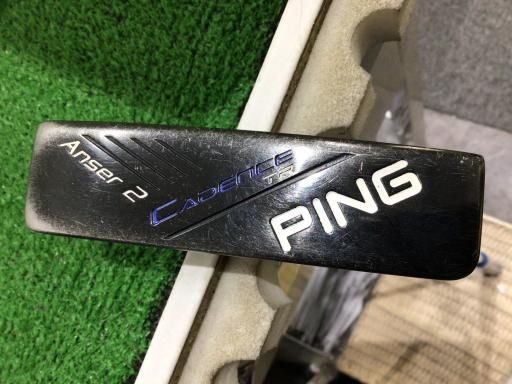 Anser 2
CADENCE
TR
PING